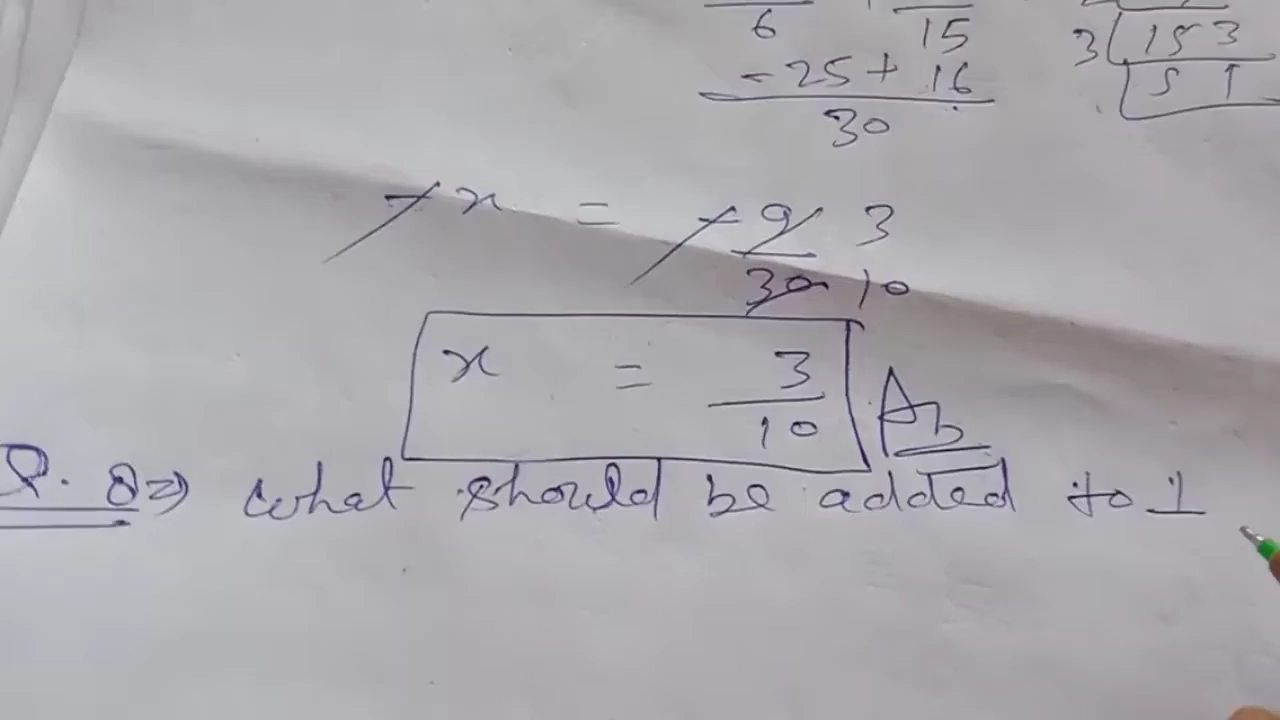 6 15 3 153
- 25 + 16 5 1
30
- x = - 9 3
30 10
x = 3
10 Ans
Q. 8 => what should be added to 1